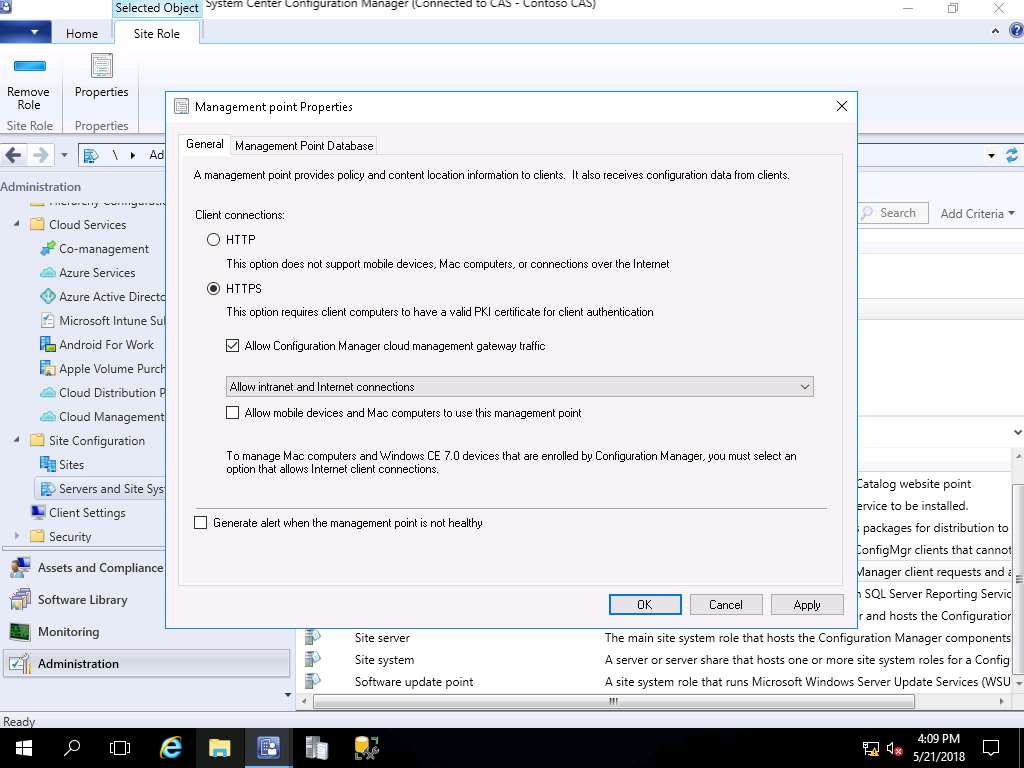 Selected Object
System Center Configuration Manager (Connected to CAS - Contoso CAS)
Home
Site Role
Remove Role
Properties
Site Role
Properties
\
Ad
Administration
Hierarchy Configurati
Cloud Services
Co-management
Azure Services
Azure Active Directo
Microsoft Intune Sul
Android For Work
Apple Volume Purch
Cloud Distribution P
Cloud Management
Site Configuration
Sites
Servers and Site Sys
Client Settings
Security
Assets and Compliance
Software Library
Monitoring
Administration
Management point Properties
General
Management Point Database
A management point provides policy and content location information to clients. It also receives configuration data from clients.
Client connections:
HTTP
This option does not support mobile devices, Mac computers, or connections over the Internet
HTTPS
This option requires client computers to have a valid PKI certificate for client authentication
Allow Configuration Manager cloud management gateway traffic
Allow intranet and Internet connections
Allow mobile devices and Mac computers to use this management point
To manage Mac computers and Windows CE 7.0 devices that are enrolled by Configuration Manager, you must select an
option that allows Internet client connections.
Generate alert when the management point is not healthy
OK
Cancel
Apply
Search
Add Criteria
Catalog website point
ervice to be installed.
packages for distribution to
ConfigMgr clients that cannot
Manager client requests and a
SQL Server Reporting Servic
r and hosts the Configuration
Site server
The main site system role that hosts the Configuration Manager components
Site system
A server or server share that hosts one or more site system roles for a Config
Software update point
A site system role that runs Microsoft Windows Server Update Services (WSU
Ready
4:09 PM
5/21/2018